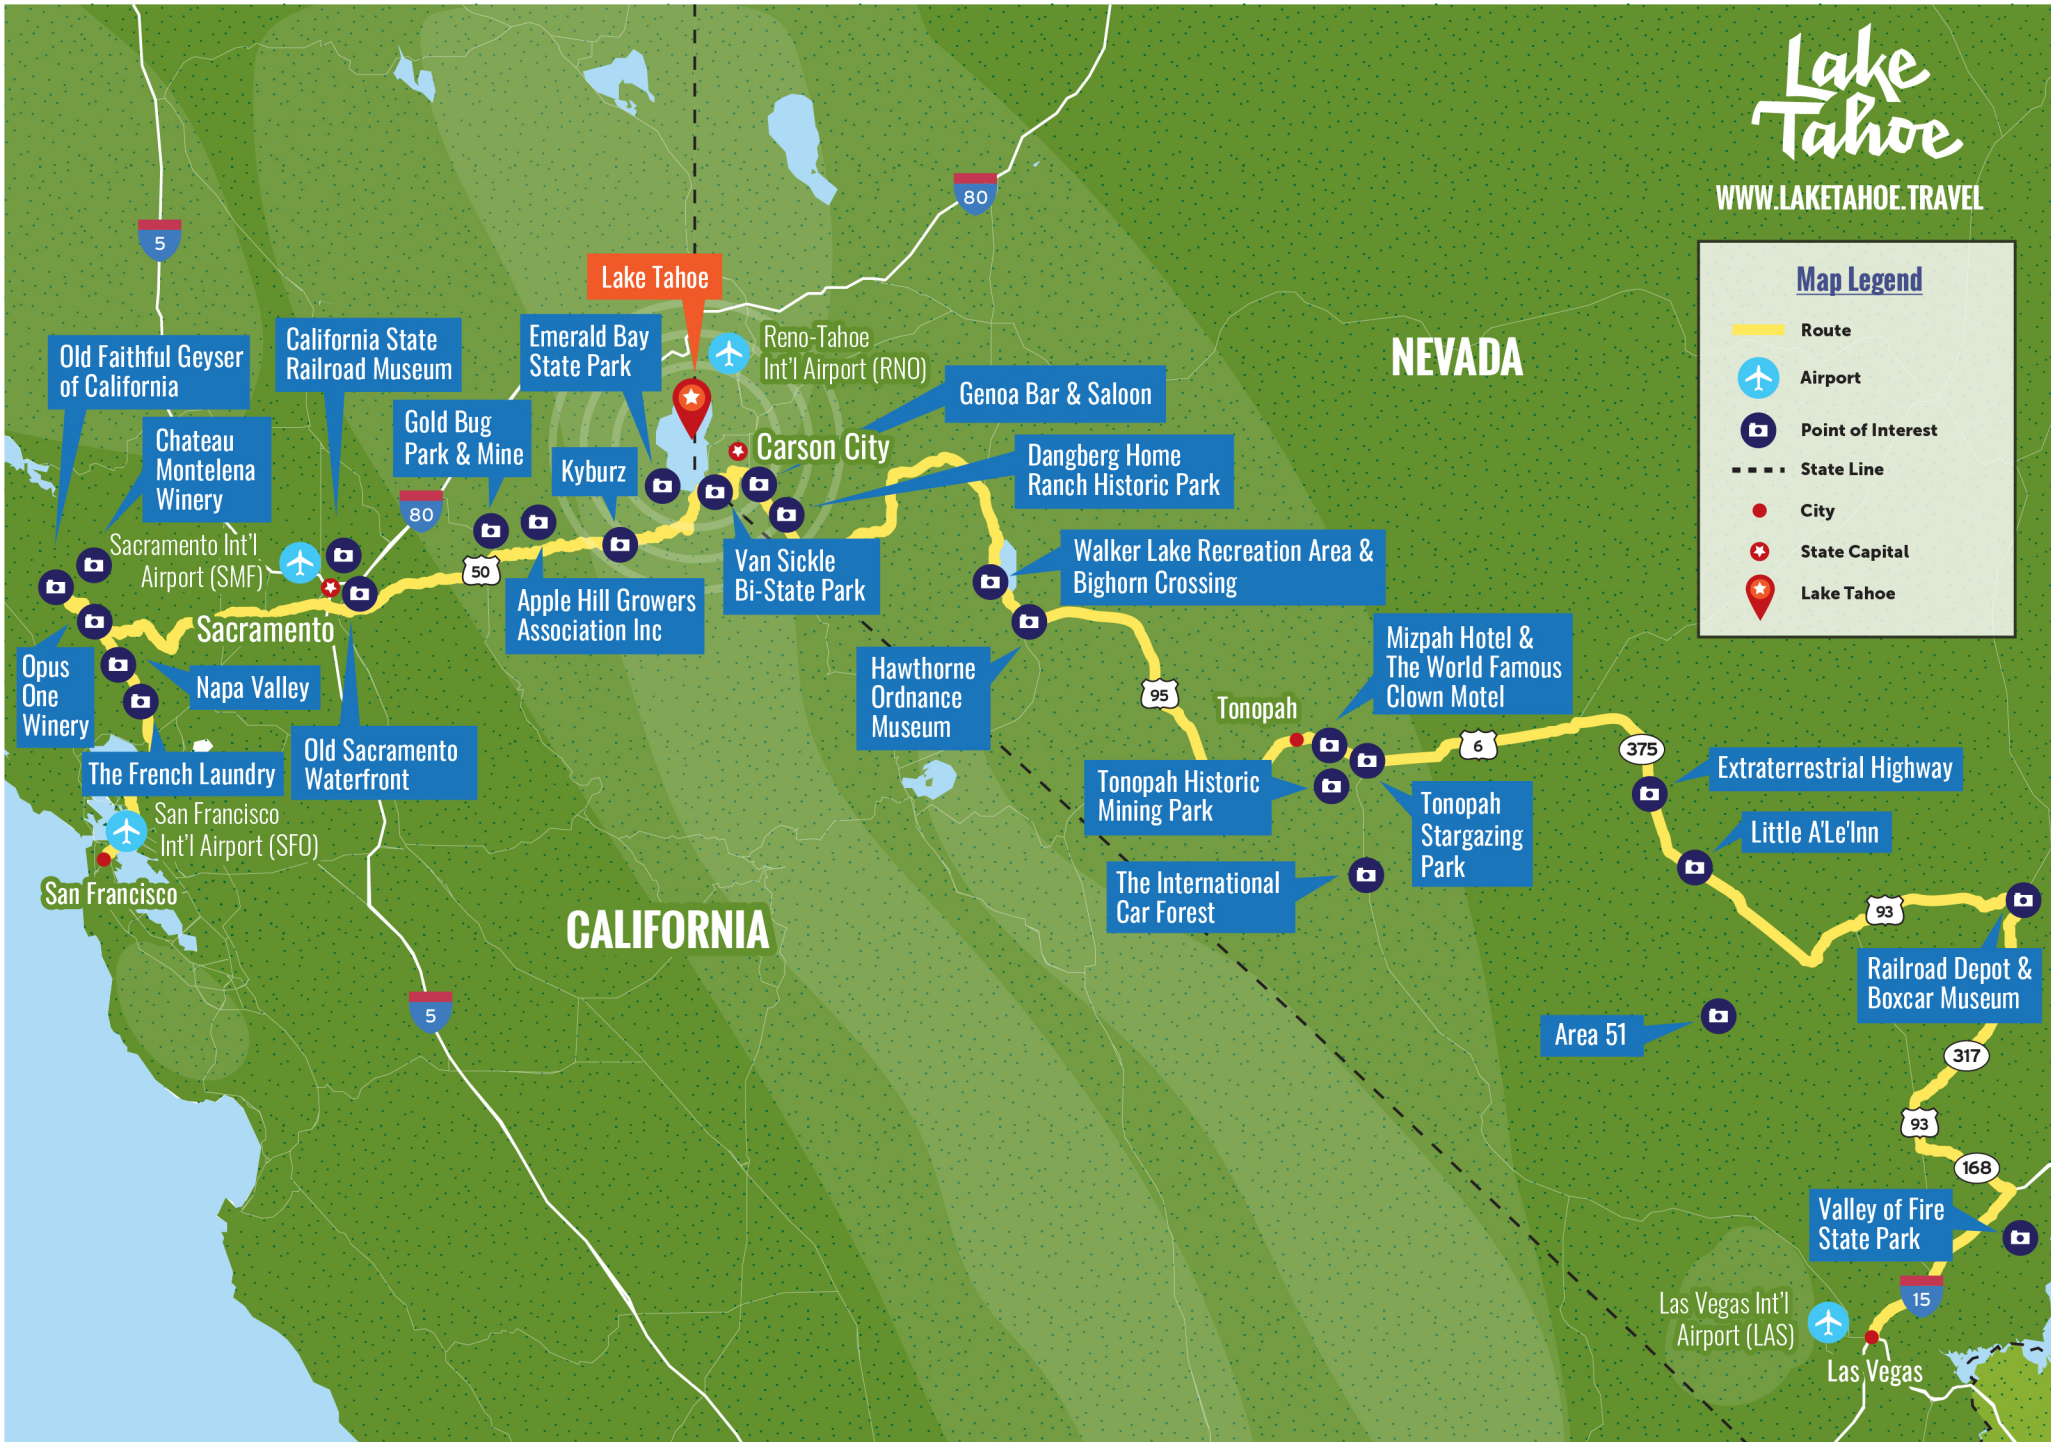 Lake
Tahoe
WWW.LAKETAHOE.TRAVEL
Map Legend
Route
Airport
Point of Interest
State Line
City
State Capital
Lake Tahoe
NEVADA
CALIFORNIA
5
80
Lake Tahoe
Reno-Tahoe
Int'l Airport (RNO)
Old Faithful Geyser
of California
California State
Railroad Museum
Emerald Bay
State Park
Genoa Bar & Saloon
Chateau
Montelena
Winery
Gold Bug
Park & Mine
Kyburz
Carson City
Dangberg Home
Ranch Historic Park
80
Sacramento Int'l
Airport (SMF)
50
Van Sickle
Bi-State Park
Walker Lake Recreation Area &
Bighorn Crossing
Apple Hill Growers
Association Inc
Sacramento
Opus
One
Winery
Napa Valley
Hawthorne
Ordnance
Museum
95
Mizpah Hotel &
The World Famous
Clown Motel
Tonopah
6
375
The French Laundry
Old Sacramento
Waterfront
Tonopah Historic
Mining Park
Tonopah
Stargazing
Park
Extraterrestrial Highway
Little A'Le'Inn
San Francisco
Int'l Airport (SFO)
San Francisco
The International
Car Forest
93
Railroad Depot &
Boxcar Museum
5
Area 51
317
93
168
Valley of Fire
State Park
15
Las Vegas Int'l
Airport (LAS)
Las Vegas